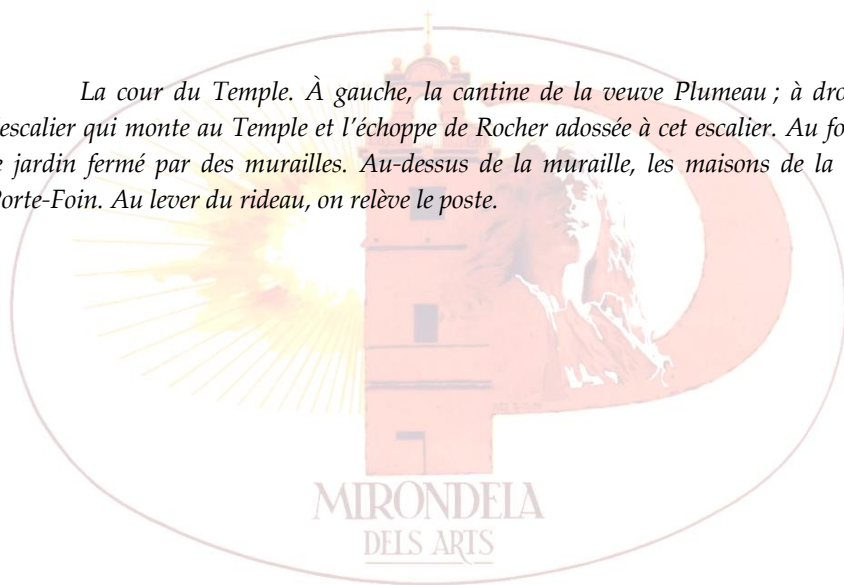 La cour du Temple. À gauche, la cantine de la veuve Plumeau ; à dro
escalier qui monte au Temple et l'échoppe de Rocher adossée à cet escalier. Au fo
e jardin fermé par des murailles. Au-dessus de la muraille, les maisons de la
Porte-Foin. Au lever du rideau, on relève le poste.
MIRONDELA
DELS ARTS